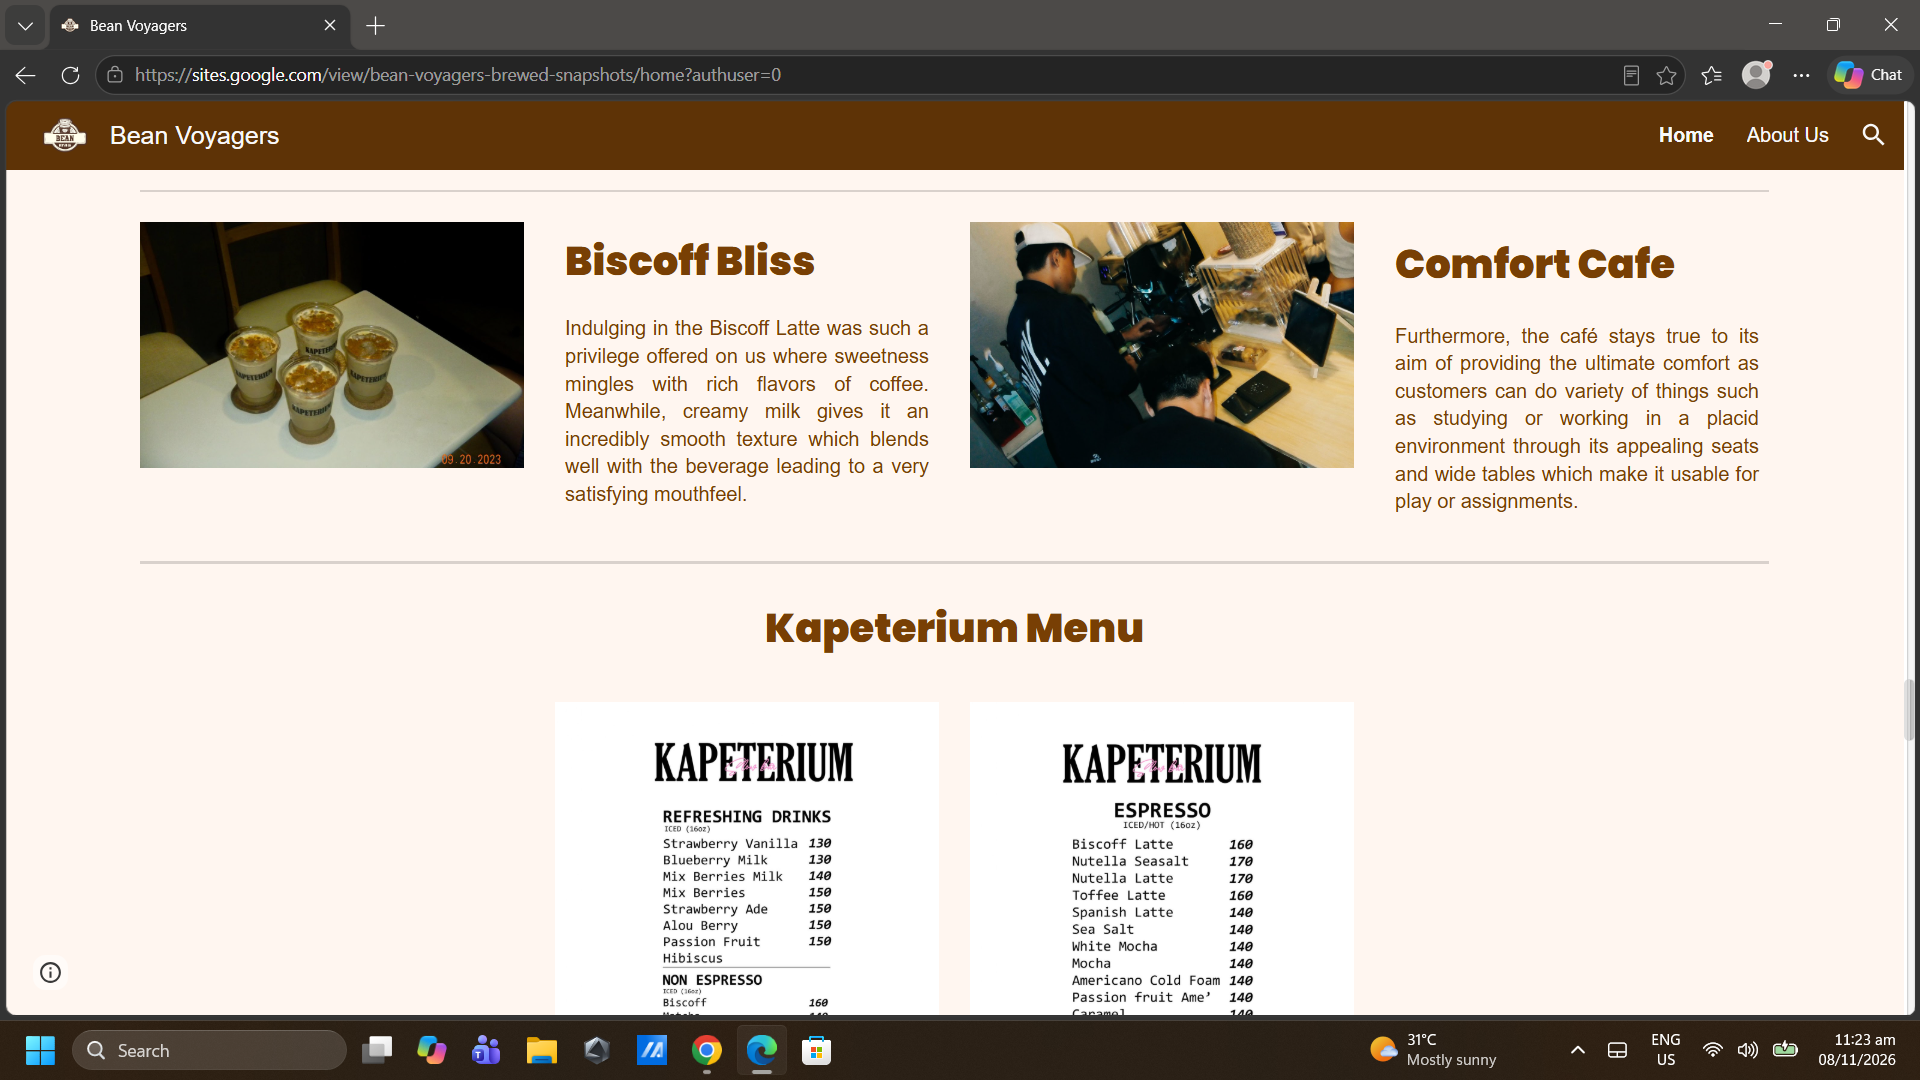 Bean Voyagers
https://sites.google.com/view/bean-voyagers-brewed-snapshots/home?authuser=0
Chat
BEAN
Bean Voyagers
Home
About Us
KAPETERIUM
KAPETERIUM
KAPETERIUM
KAPETERIUM
09 20 2023
Biscoff Bliss
Indulging in the Biscoff Latte was such a
privilege offered on us where sweetness
mingles with rich flavors of coffee.
Meanwhile, creamy milk gives it an
incredibly smooth texture which blends
well with the beverage leading to a very
satisfying mouthfeel.
Comfort Cafe
Furthermore, the café stays true to its
aim of providing the ultimate comfort as
customers can do variety of things such
as studying or working in a placid
environment through its appealing seats
and wide tables which make it usable for
play or assignments.
Kapeterium Menu
KAPETERIUM
REFRESHING DRINKS
ICED (16oz)
Strawberry Vanilla 130
Blueberry Milk 130
Mix Berries Milk 140
Mix Berries 150
Strawberry Ade 150
Alou Berry 150
Passion Fruit 150
Hibiscus
NON ESPRESSO
ICED (16oz)
Biscoff 160
KAPETERIUM
ESPRESSO
ICED/HOT (16oz)
Biscoff Latte 160
Nutella Seasalt 170
Nutella Latte 170
Toffee Latte 160
Spanish Latte 140
Sea Salt 140
White Mocha 140
Mocha 140
Americano Cold Foam 140
Passion fruit Ame’ 140
Caramel 140
Search
31°C
Mostly sunny
ENG
US
11:23 am
08/11/2026